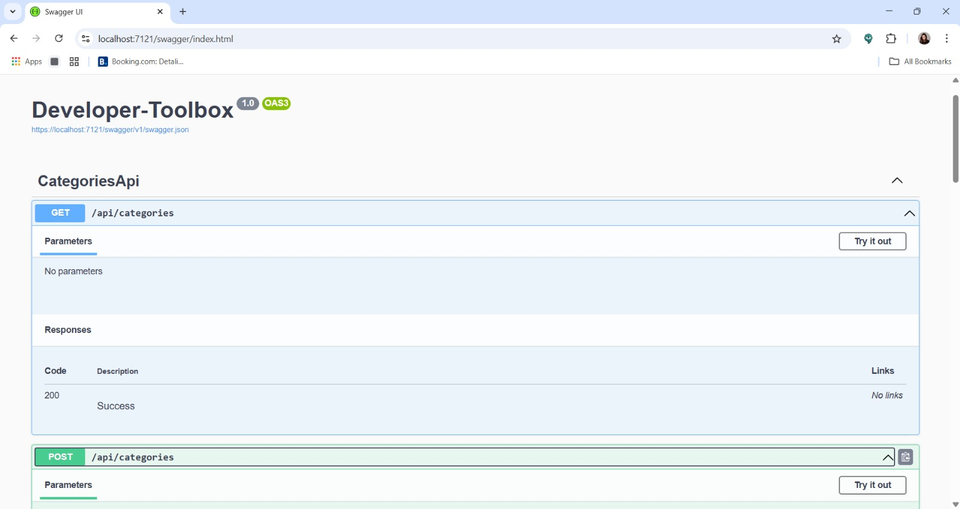 Swagger UI
localhost:7121/swagger/index.html
Apps
B. Booking.com: Detali...
All Bookmarks
Developer-Toolbox 1.0 OAS3
https://localhost:7121/swagger/v1/swagger.json
CategoriesApi
GET /api/categories
Parameters Try it out
No parameters
Responses
Code Description Links
200 Success No links
POST /api/categories
Parameters Try it out